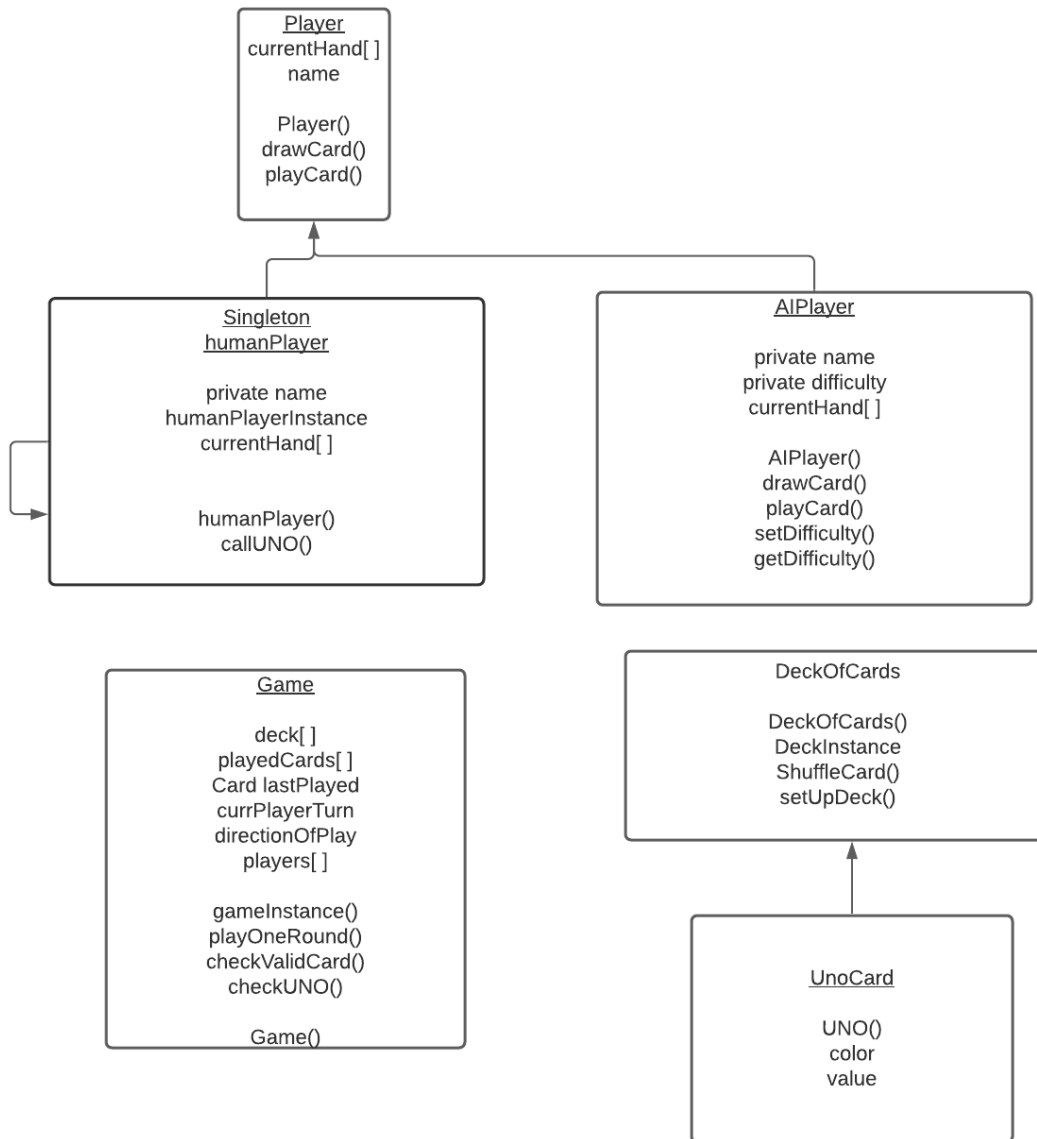 Player
currentHand[ ]
name
Player()
drawCard()
playCard()
Singleton
humanPlayer
private name
humanPlayerInstance
currentHand[ ]
humanPlayer()
callUNO()
AIPlayer
private name
private difficulty
currentHand[ ]
AIPlayer()
drawCard()
playCard()
setDifficulty()
getDifficulty()
Game
deck[ ]
playedCards[ ]
Card lastPlayed
currPlayerTurn
directionOfPlay
players[ ]
gameInstance()
playOneRound()
checkValidCard()
checkUNO()
Game()
DeckOfCards
DeckOfCards()
DeckInstance
ShuffleCard()
setUpDeck()
UnoCard
UNO()
color
value